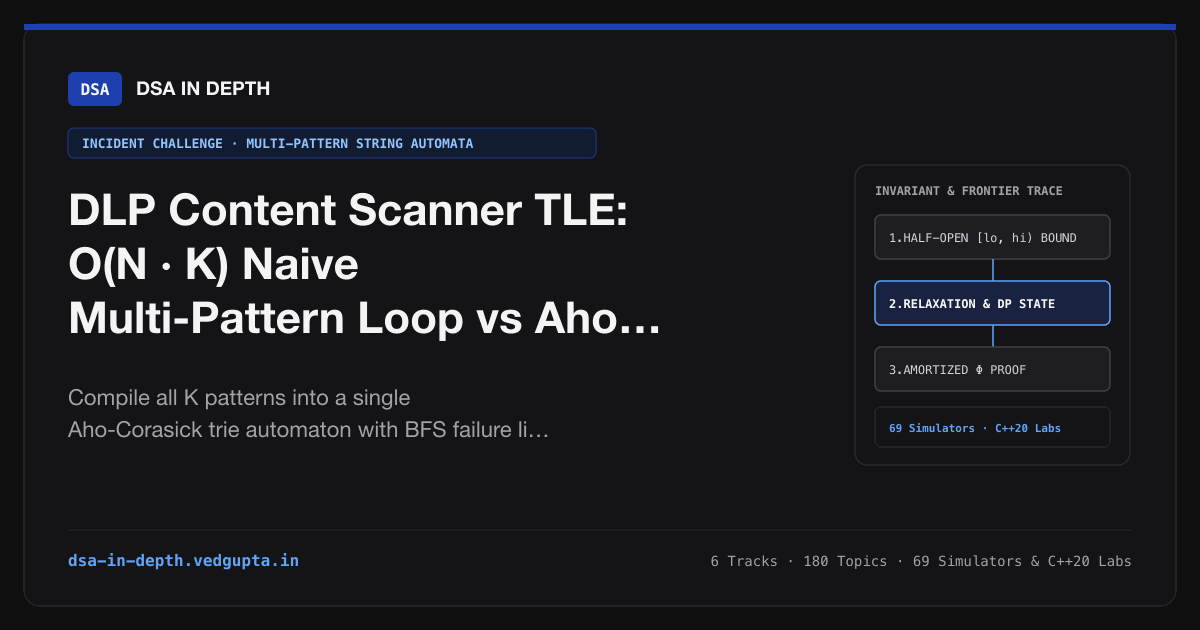 DSA
DSA IN DEPTH
INCIDENT CHALLENGE · MULTI-PATTERN STRING AUTOMATA
DLP Content Scanner TLE:
O(N · K) Naive
Multi-Pattern Loop vs Aho...
Compile all K patterns into a single
Aho-Corasick trie automaton with BFS failure li...
INVARIANT & FRONTIER TRACE
1.HALF-OPEN [lo, hi) BOUND
2.RELAXATION & DP STATE
3.AMORTIZED Φ PROOF
69 Simulators · C++20 Labs
dsa-in-depth.vedgupta.in
6 Tracks · 180 Topics · 69 Simulators & C++20 Labs